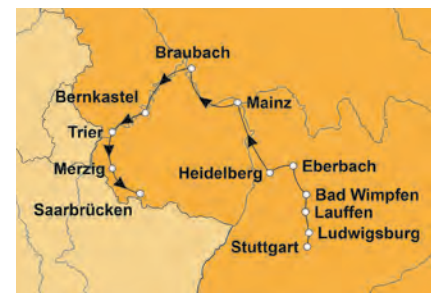 Braubach
Bernkastel
Mainz
Trier
Merzig
Heidelberg
Eberbach
Bad Wimpfen
Saarbrücken
Lauffen
Ludwigsburg
Stuttgart